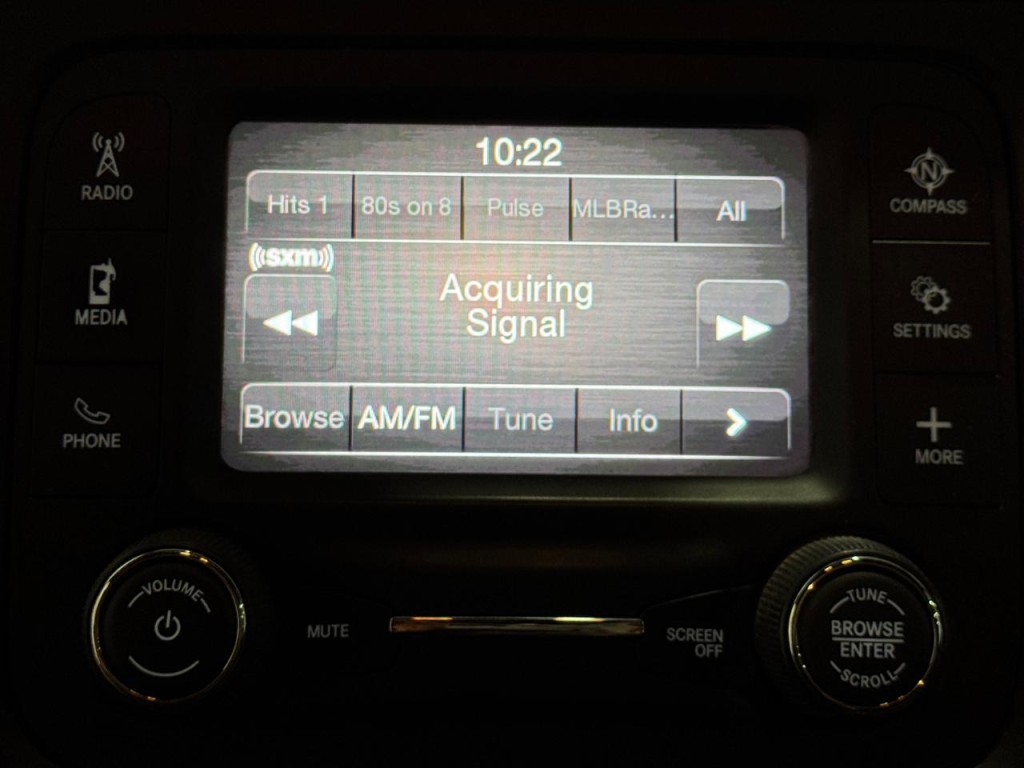 10:22
Hits 1 80s on 8 Pulse MLBRa... All
((sxm))
Acquiring
Signal
Browse AM/FM Tune Info >
RADIO
MEDIA
PHONE
N
COMPASS
SETTINGS
MORE
VOLUME
MUTE
SCREEN
OFF
TUNE
BROWSE
ENTER
SCROLL